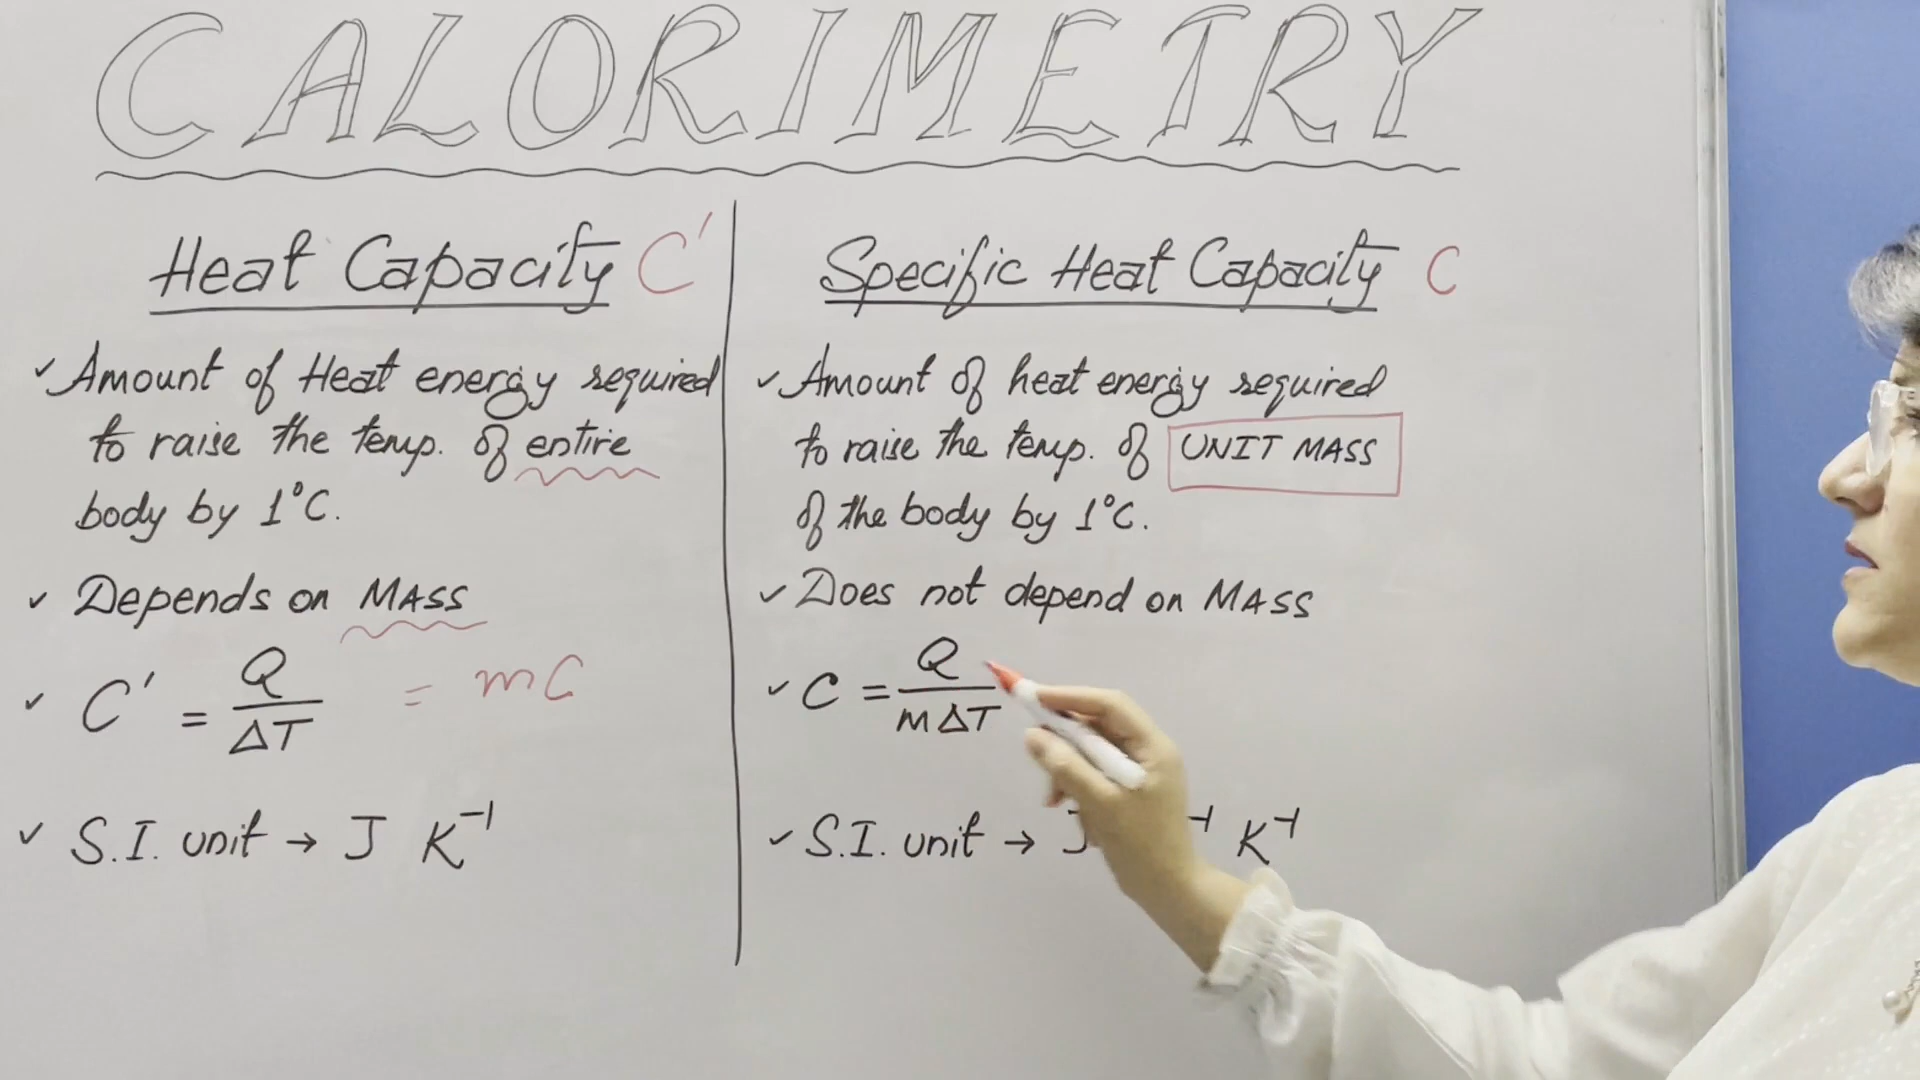 CALORIMETRY
Heat Capacity C'
✓ Amount of Heat energy required
to raise the temp. of entire
body by 1°C.
✓ Depends on MASS
✓ C' = Q/ΔT = mC
✓ S.I. unit → J K⁻¹
Specific Heat Capacity C
✓ Amount of heat energy required
to raise the temp. of UNIT MASS
of the body by 1°C.
✓ Does not depend on MASS
✓ C = Q/MΔT
✓ S.I. unit → J ⁻¹ K⁻¹